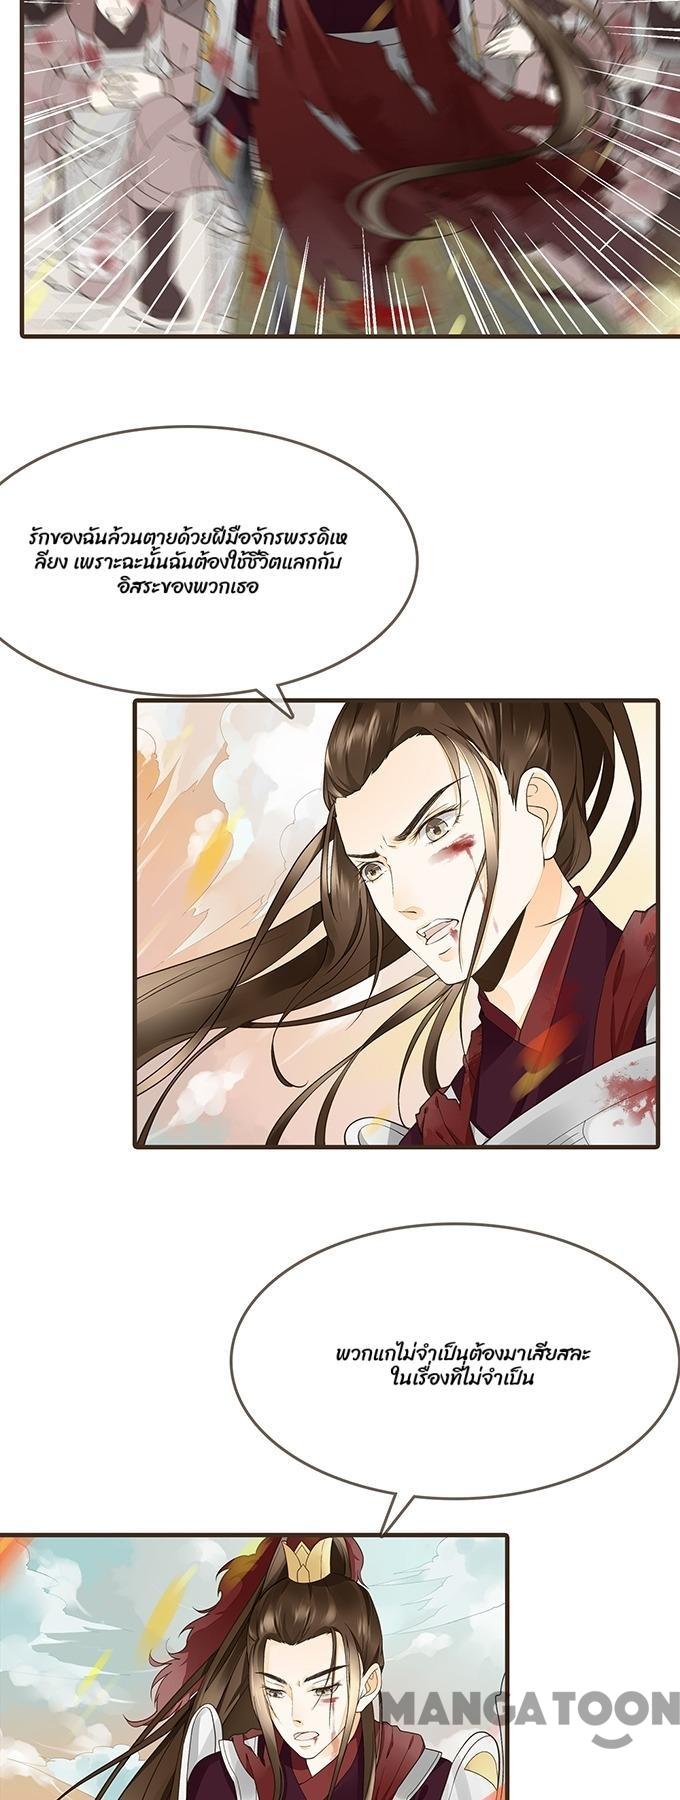 รักของฉันล้วนตายด้วยฝีมือจักรพรรดิเห
ลียง เพราะฉะนั้นฉันต้องใช้ชีวิตแลกกับ
อิสระของพวกเธอ
พวกแกไม่จำเป็นต้องมาเสียสละ
ในเรื่องที่ไม่จำเป็น
MANGATOON